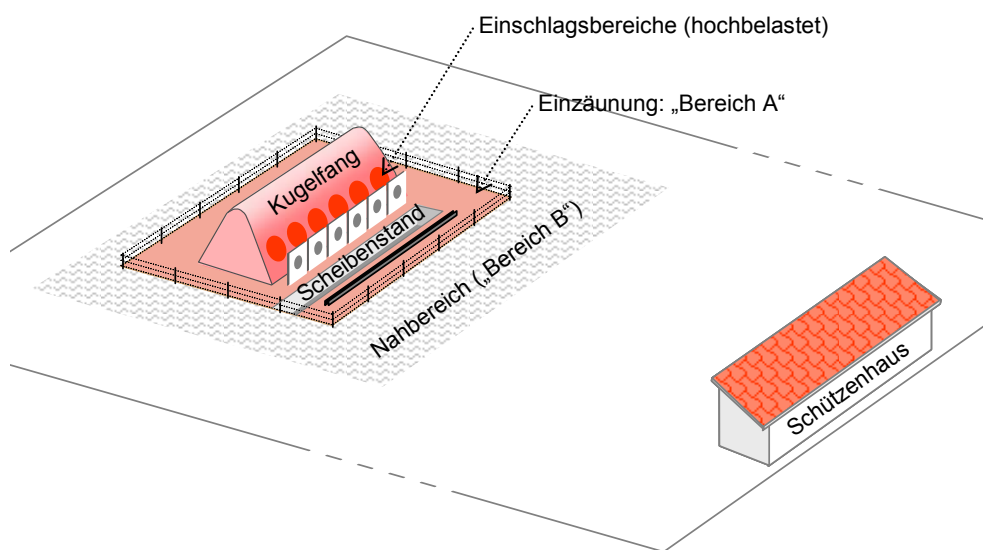 Einschlagsbereiche (hochbelastet)
Einzäunung: „Bereich A“
Kugelfang
Scheibenstand
Nahbereich („Bereich B“)
Schützenhaus